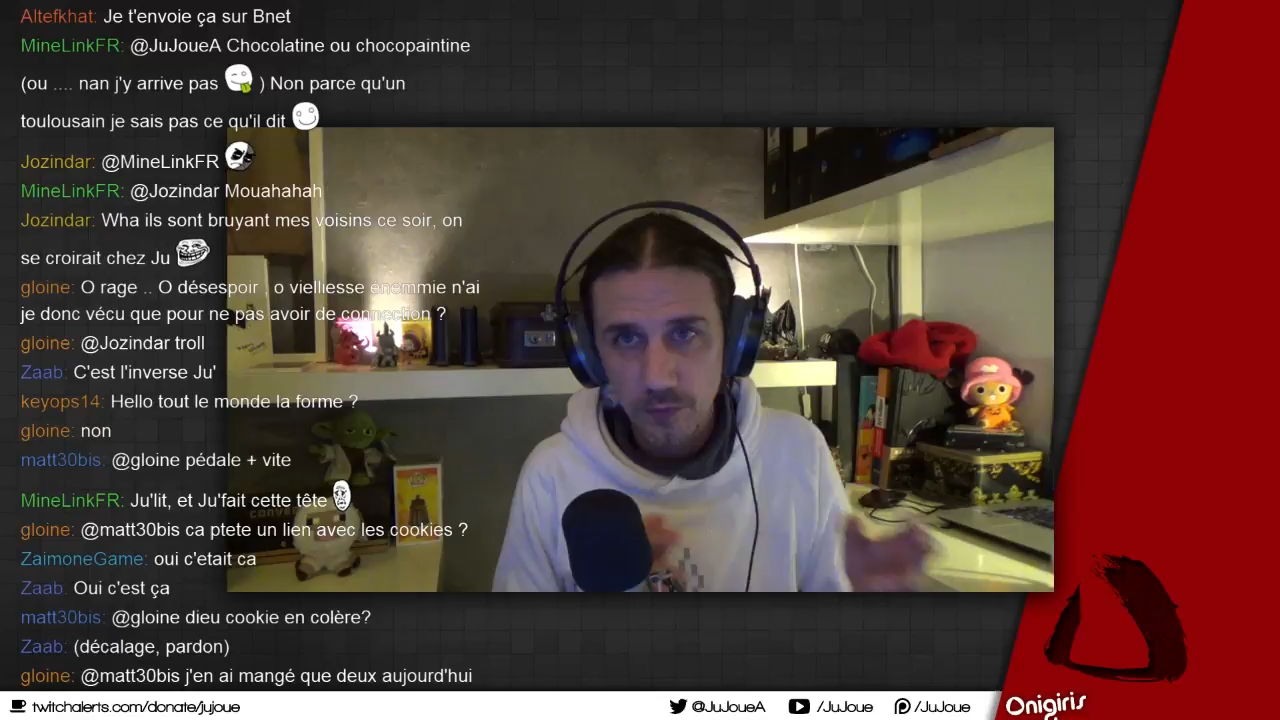 Altefkhat: Je t'envoie ça sur Bnet
MineLinkFR: @JuJoueA Chocolatine ou chocopaintine
(ou .... nan j'y arrive pas ) Non parce qu'un
toulousain je sais pas ce qu'il dit
Jozindar: @MineLinkFR
MineLinkFR: @Jozindar Mouahahah
Jozindar: Wha ils sont bruyant mes voisins ce soir, on
se croirait chez Ju
gloine: O rage .. O désespoir , o vielliesse enemmie n'ai
je donc vécu que pour ne pas avoir de connection ?
gloine: @Jozindar troll
Zaab: C'est l'inverse Ju'
keyops14: Hello tout le monde la forme ?
gloine: non
matt30bis: @gloine pédale + vite
MineLinkFR: Ju'lit, et Ju'fait cette tête
gloine: @matt30bis ca ptete un lien avec les cookies ?
ZaimoneGame: oui c'etait ca
Zaab: Oui c'est ça
matt30bis: @gloine dieu cookie en colère?
Zaab: (décalage, pardon)
gloine: @matt30bis j'en ai mangé que deux aujourd'hui
twitchalerts.com/donate/jujoue
@JuJoueA
/JuJoue
/JuJoue
Onigiris